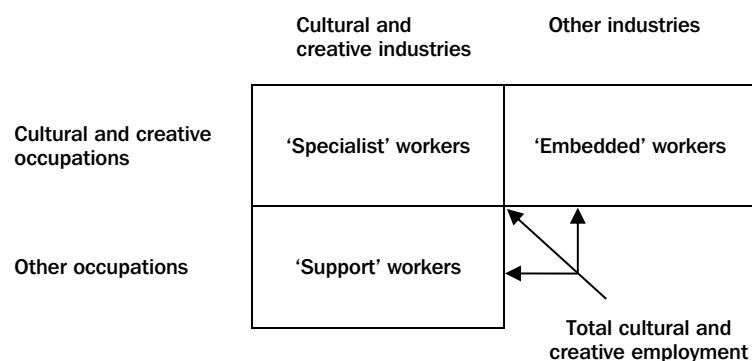 Cultural and
creative industries
Other industries
Cultural and creative
occupations
‘Specialist’ workers
‘Embedded’ workers
Other occupations
‘Support’ workers
Total cultural and
creative employment